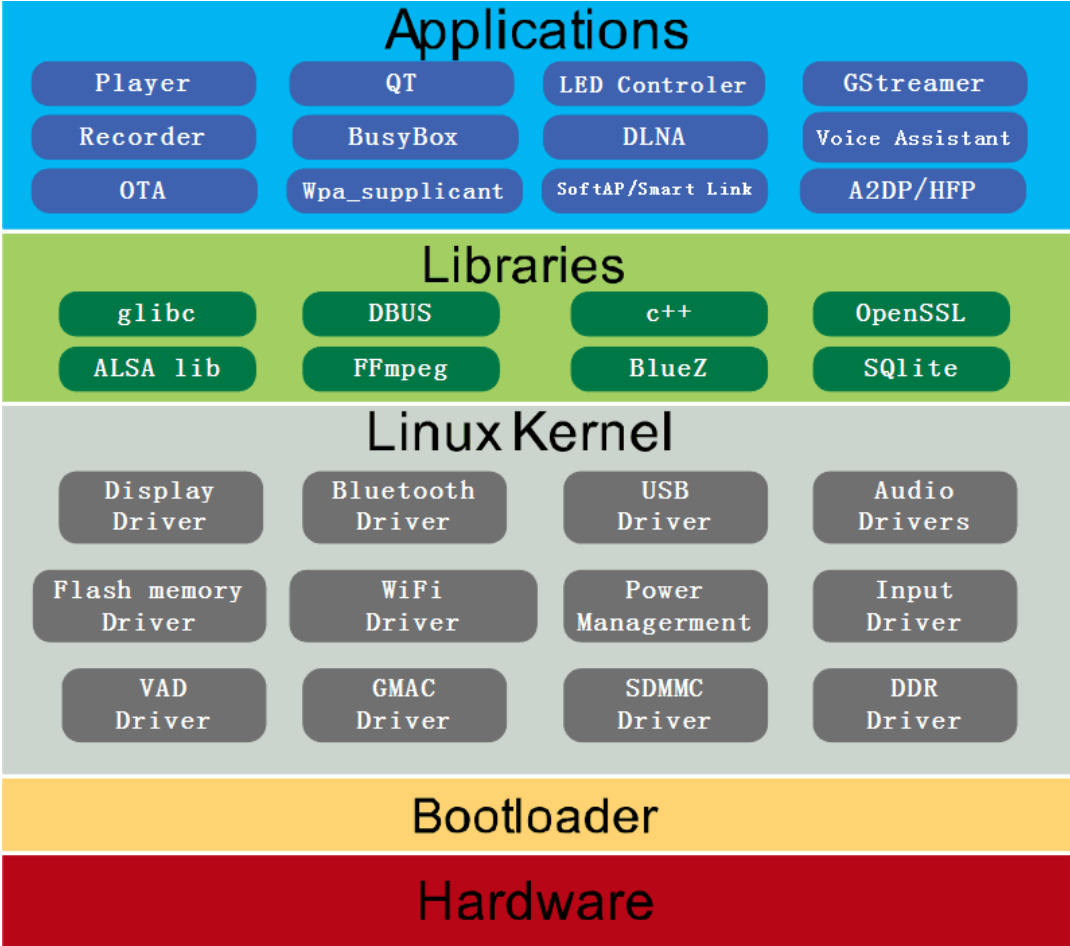 Applications
Player
QT
LED Controler
GStreamer
Recorder
BusyBox
DLNA
Voice Assistant
OTA
Wpa_supplicant
SoftAP/Smart Link
A2DP/HFP
Libraries
glibc
DBUS
c++
OpenSSL
ALSA lib
FFmpeg
BlueZ
SQlite
Linux Kernel
Display
Driver
Bluetooth
Driver
USB
Driver
Audio
Drivers
Flash memory
Driver
WiFi
Driver
Power
Managerment
Input
Driver
VAD
Driver
GMAC
Driver
SDMMC
Driver
DDR
Driver
Bootloader
Hardware